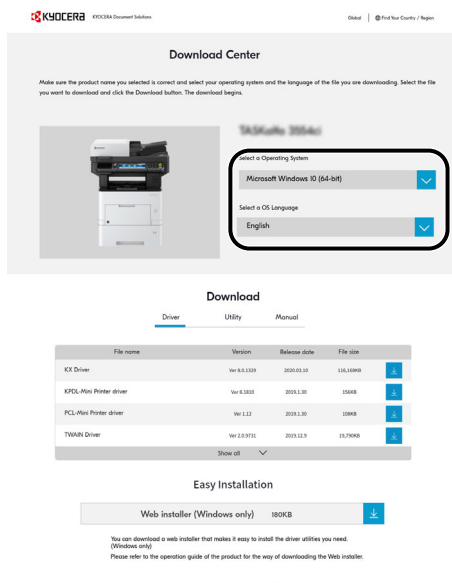 KYOCERA KYOCERA Document Solutions Global Find Your Country / Region
Download Center
Make sure the product name you selected is correct and select your operating system and the language of the file you are downloading. Select the file
you want to download and click the Download button. The download begins.
Select a Operating System
Microsoft Windows 10 (64-bit)
Select a OS Language
English
Download
Driver Utility Manual
File name Version Release date File size
KX Driver Ver 8.0.1329 2020.03.10 116,169KB
KPDL-Mini Printer driver Ver 8.1810 2019.1.30 156KB
PCL-Mini Printer driver Ver 1.12 2019.1.30 108KB
TWAIN Driver Ver 2.0.9731 2019.12.9 19,790KB
Show all
Easy Installation
Web installer (Windows only) 180KB
You can download a web installer that makes it easy to install the driver utilities you need.
(Windows only)
Please refer to the operation guide of the product for the way of downloading the Web installer.